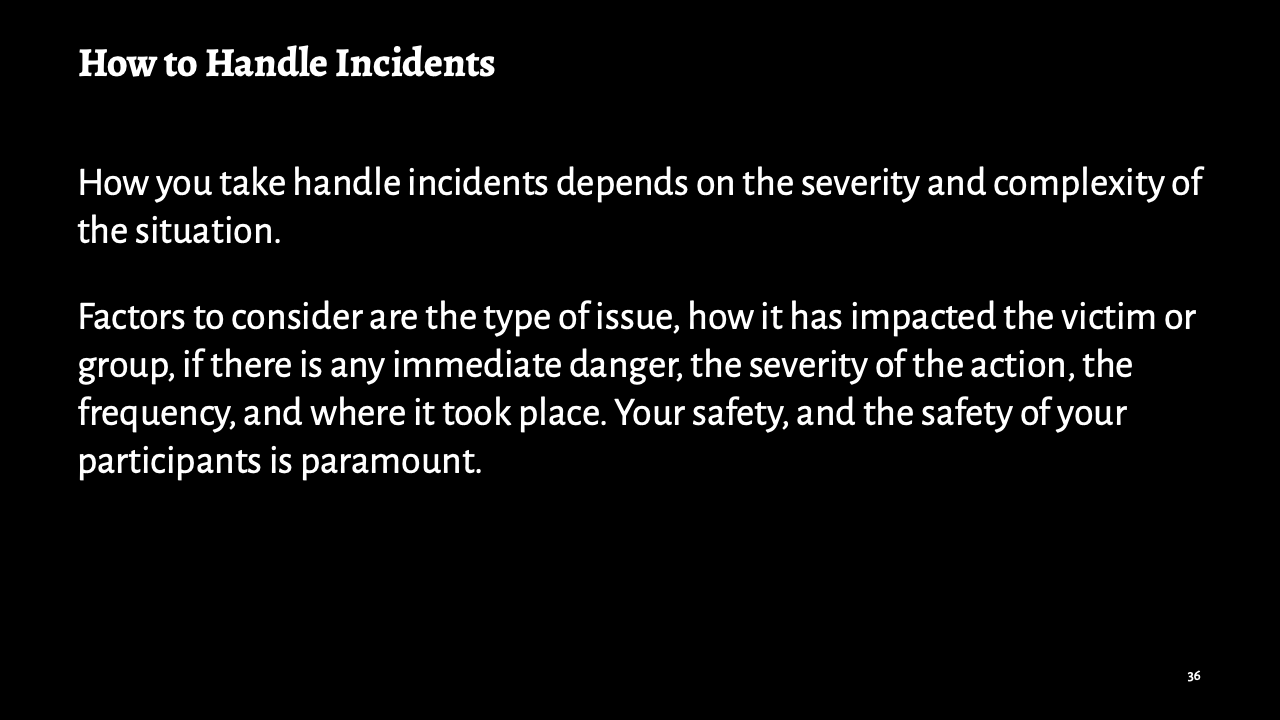 How to Handle Incidents
How you take handle incidents depends on the severity and complexity of
the situation.
Factors to consider are the type of issue, how it has impacted the victim or
group, if there is any immediate danger, the severity of the action, the
frequency, and where it took place. Your safety, and the safety of your
participants is paramount.
36